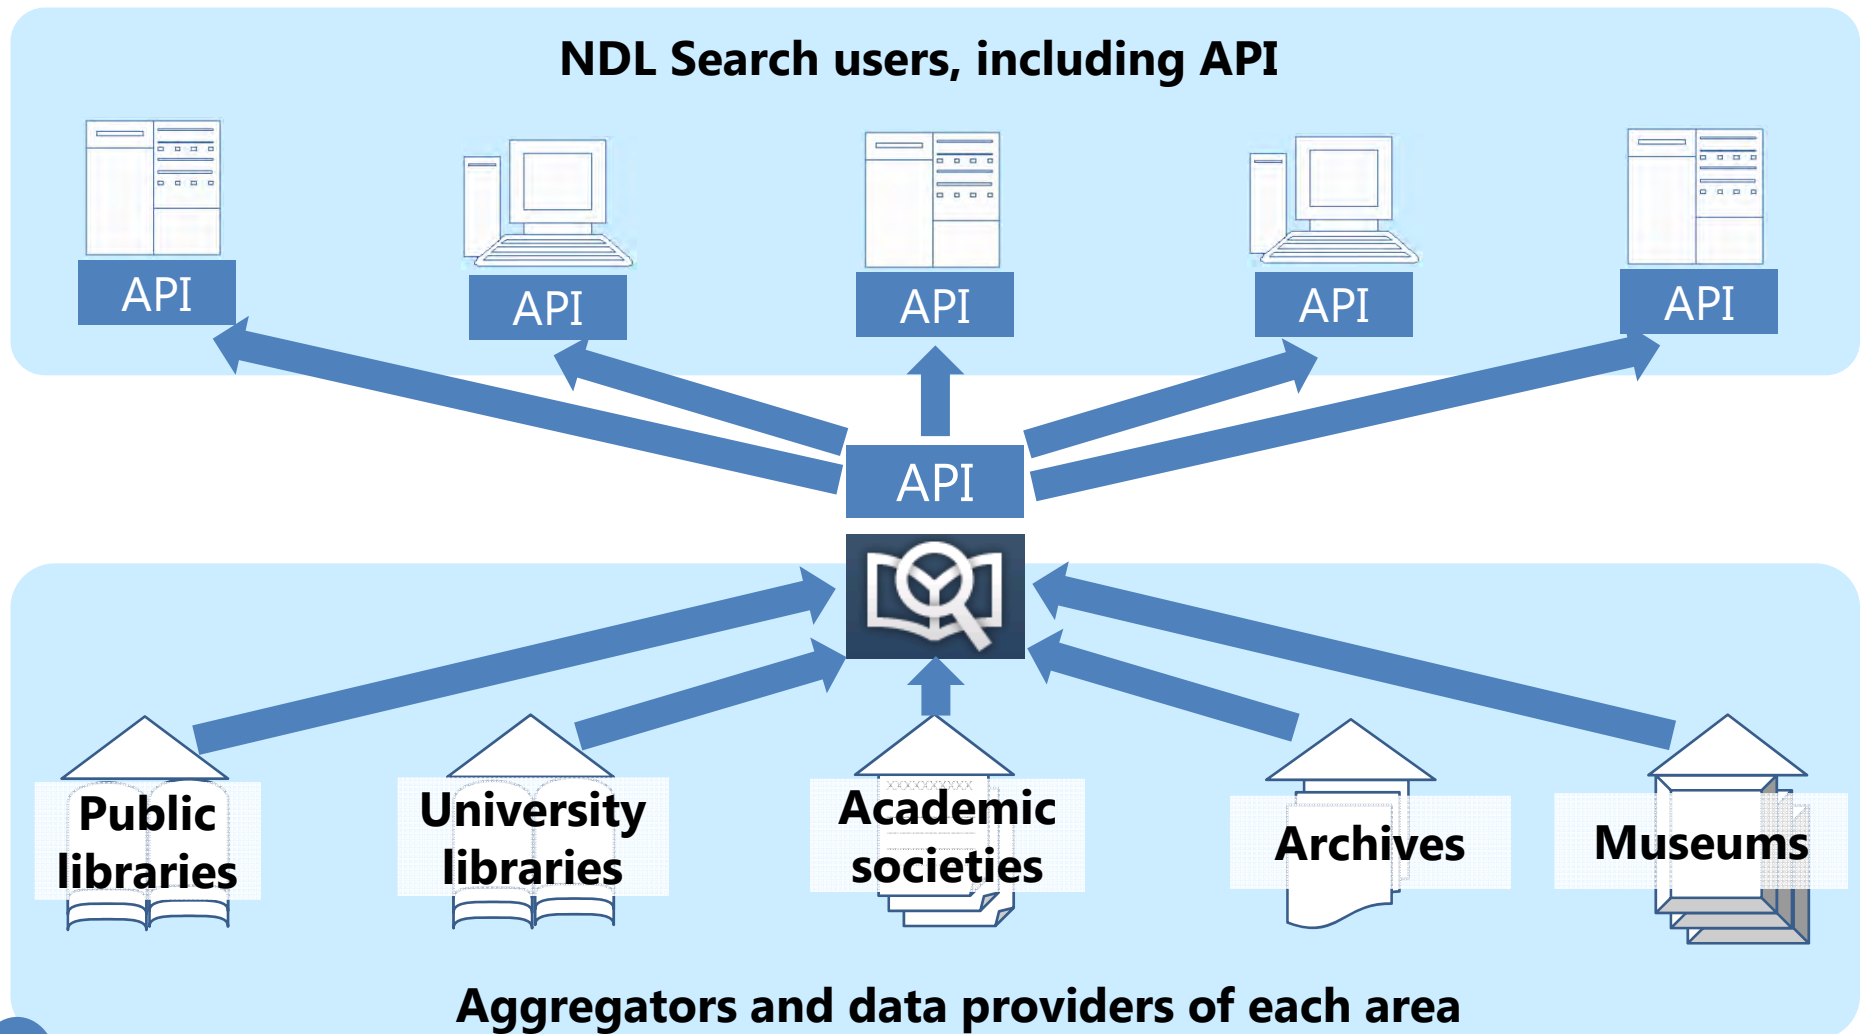 NDL Search users, including API
API
API
API
API
API
API
Public
libraries
University
libraries
Academic
societies
Archives
Museums
Aggregators and data providers of each area